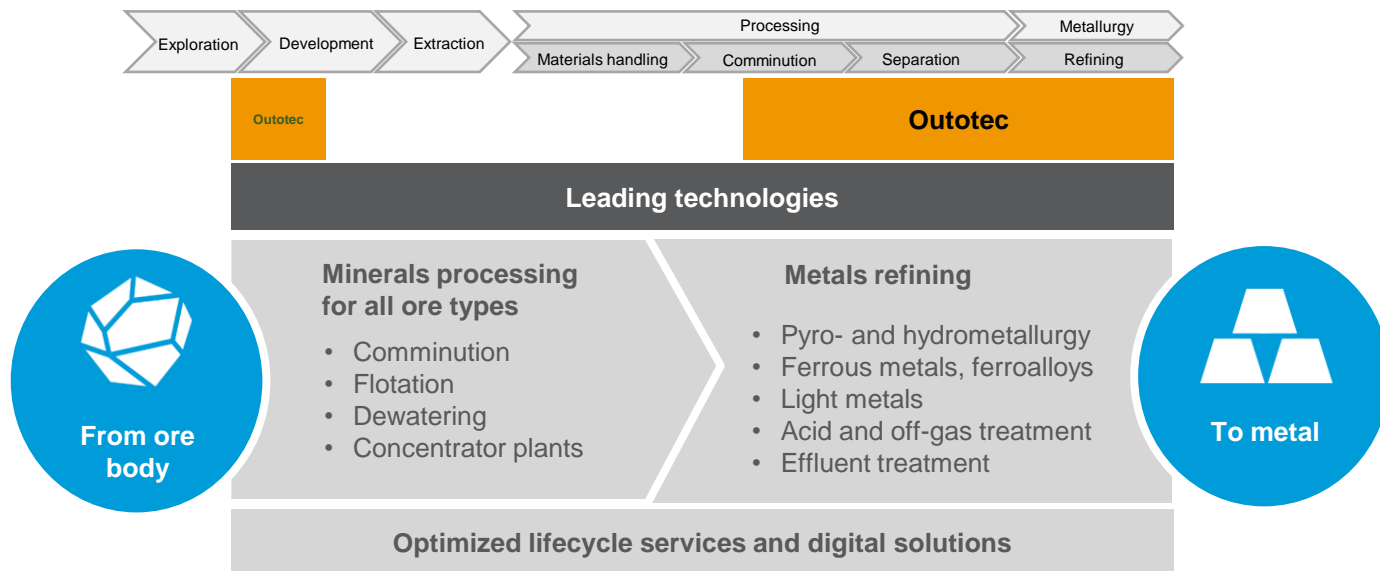 Exploration
Development
Extraction
Processing
Metallurgy
Materials handling
Comminution
Separation
Refining
Outotec
Outotec
Leading technologies
From ore
body
Minerals processing
for all ore types
• Comminution
• Flotation
• Dewatering
• Concentrator plants
Metals refining
• Pyro- and hydrometallurgy
• Ferrous metals, ferroalloys
• Light metals
• Acid and off-gas treatment
• Effluent treatment
To metal
Optimized lifecycle services and digital solutions